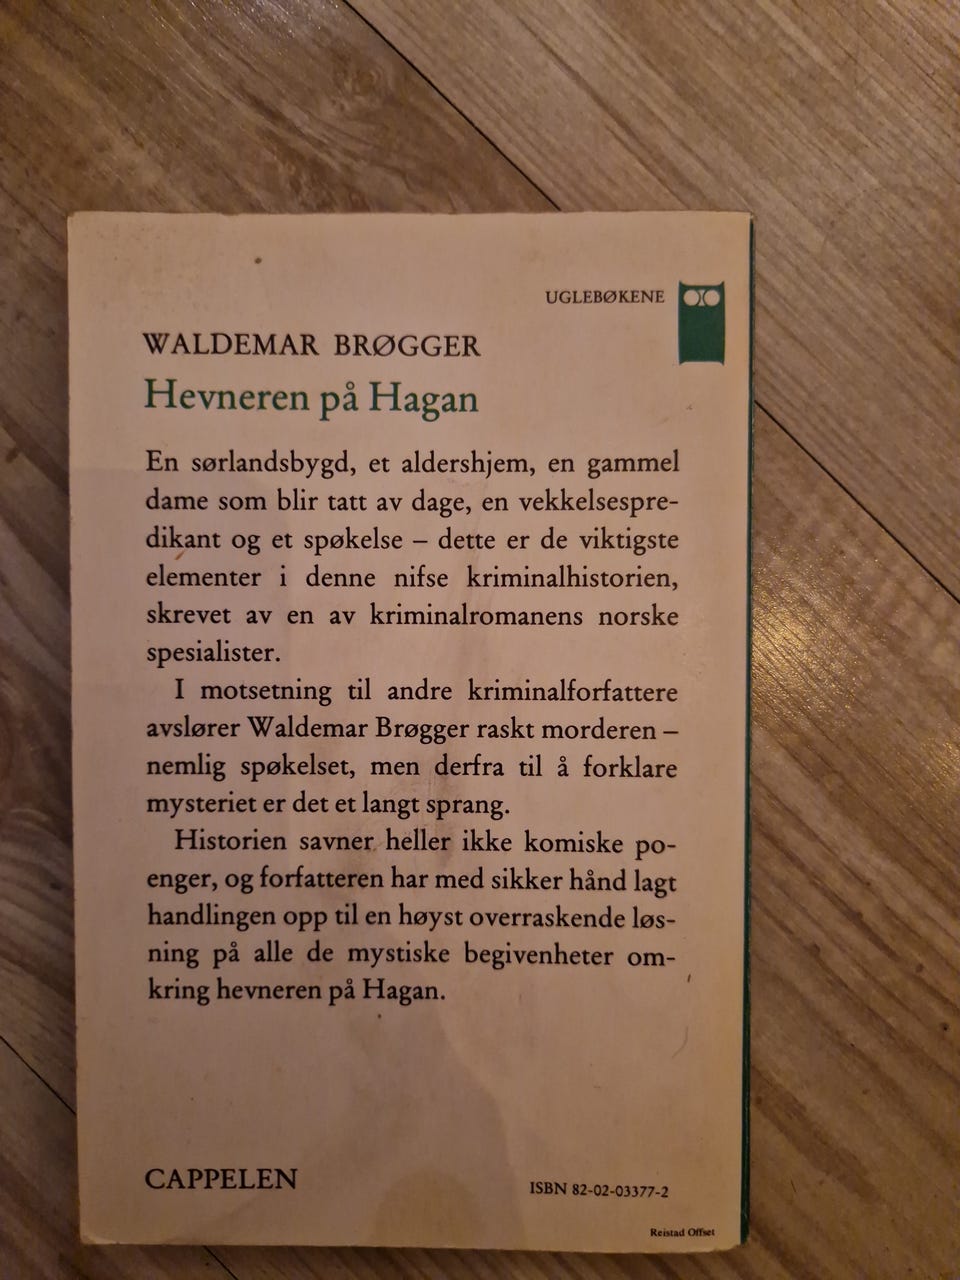 UGLEBØKENE
WALDEMAR BRØGGER
Hevneren på Hagan
En sørlandsbygd, et aldershjem, en gammel
dame som blir tatt av dage, en vekkelsespre-
dikant og et spøkelse – dette er de viktigste
elementer i denne nifse kriminalhistorien,
skrevet av en av kriminalromanens norske
spesialister.
I motsetning til andre kriminalforfattere
avslører Waldemar Brøgger raskt morderen –
nemlig spøkelset, men derfra til å forklare
mysteriet er det et langt sprang.
Historien savner heller ikke komiske po-
enger, og forfatteren har med sikker hånd lagt
handlingen opp til en høyst overraskende løs-
ning på alle de mystiske begivenheter om-
kring hevneren på Hagan.
CAPPELEN
ISBN 82-02-03377-2
Reistad Offset